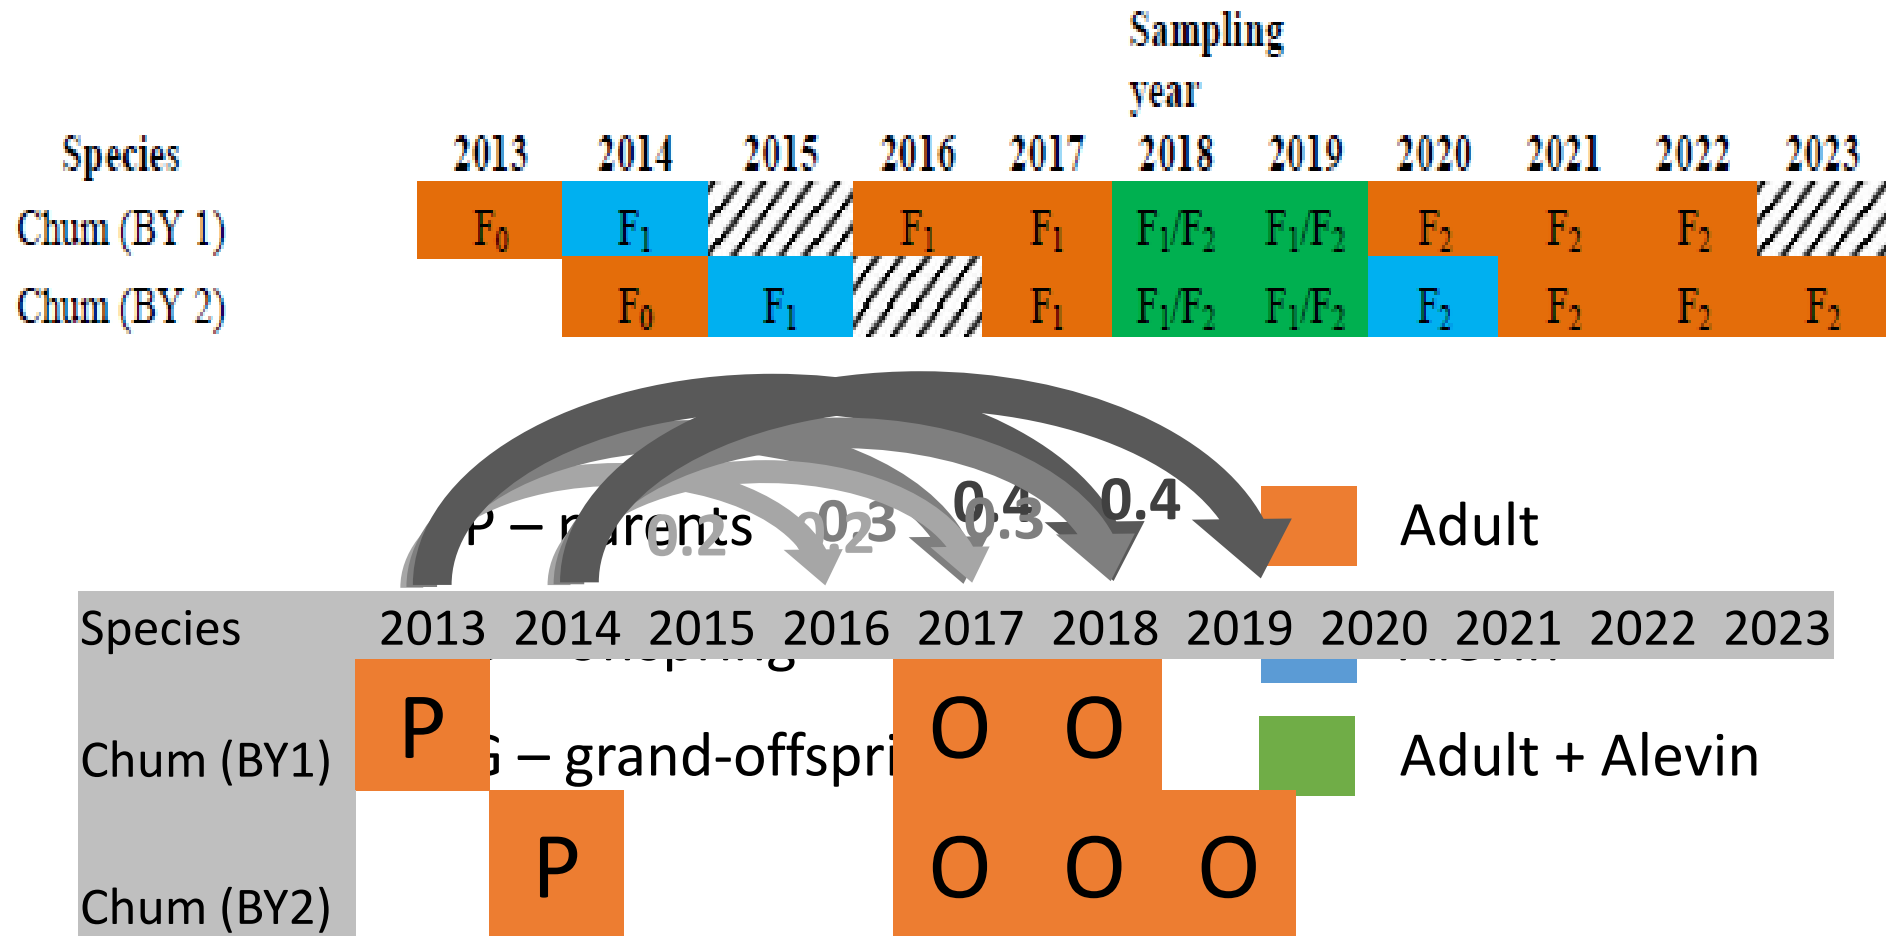 Sampling
year
Species 2013 2014 2015 2016 2017 2018 2019 2020 2021 2022 2023
Chum (BY 1) F₀ F₁ F₁ F₁ F₁/F₂ F₁/F₂ F₂ F₂ F₂
Chum (BY 2) F₀ F₁ F₁ F₁/F₂ F₁/F₂ F₂ F₂ F₂ F₂
0.4 0.4
0.2 0.2 0.3 0.3
P – parents Adult
Species 2013 2014 2015 2016 2017 2018 2019 2020 2021 2022 2023
P O O
Chum (BY1) G – grand-offspri Adult + Alevin
P O O O
Chum (BY2)